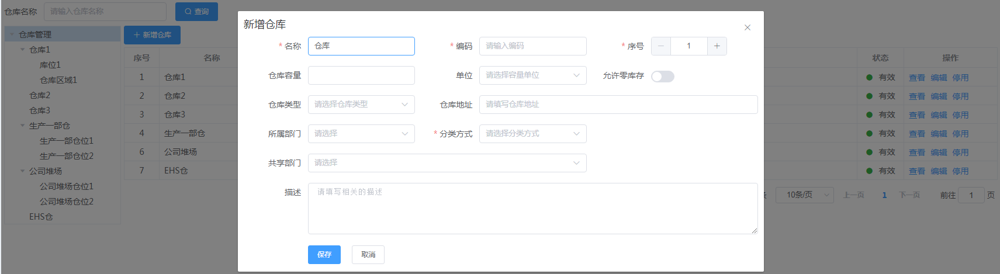 仓库名称 请输入仓库名称 查询
仓库管理
仓库1
库位1
仓库区域1
仓库2
仓库3
生产一部仓
生产一部仓位1
生产一部仓位2
公司堆场
公司堆场仓位1
公司堆场仓位2
EHS仓
新增仓库
序号 名称 状态 操作
1 仓库1 有效 查看 编辑 停用
2 仓库2 有效 查看 编辑 停用
3 仓库3 有效 查看 编辑 停用
4 生产一部仓 有效 查看 编辑 停用
6 公司堆场 有效 查看 编辑 停用
7 EHS仓 有效 查看 编辑 停用
条 10条/页 上一页 1 下一页 前往 1 页
新增仓库
* 名称 仓库 * 编码 请输入编码 * 序号 1
仓库容量 单位 请选择容量单位 允许零库存
仓库类型 请选择仓库类型 仓库地址 请填写仓库地址
所属部门 请选择 * 分类方式 请选择分类方式
共享部门 请选择
描述 请填写相关的描述
保存 取消